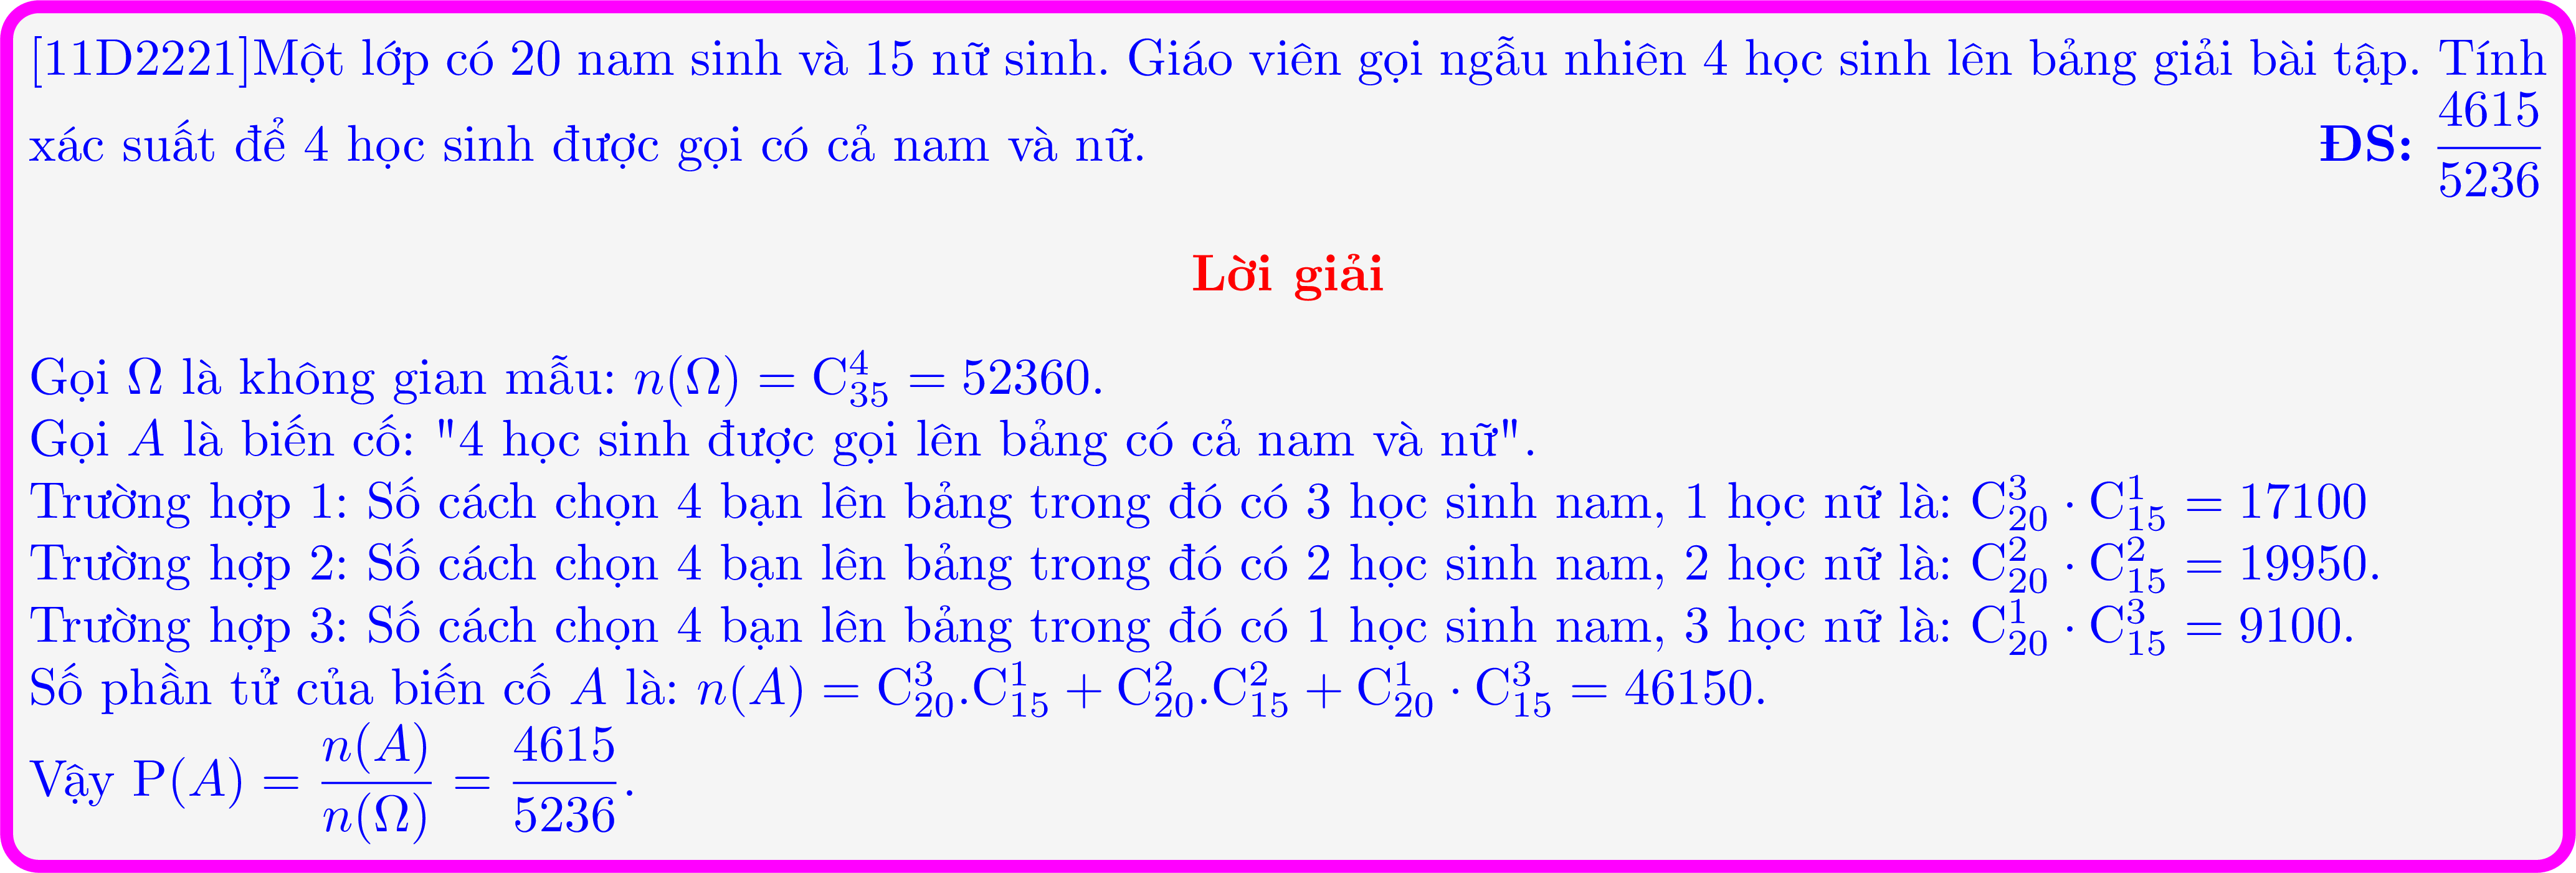 [11D2221]Một lớp có 20 nam sinh và 15 nữ sinh. Giáo viên gọi ngẫu nhiên 4 học sinh lên bảng giải bài tập. Tính
xác suất để 4 học sinh được gọi có cả nam và nữ. ĐS: $\dfrac{4615}{5236}$
Lời giải
Gọi Ω là không gian mẫu: $n(\Omega) = \mathrm{C}_{35}^{4} = 52360$.
Gọi $A$ là biến cố: "4 học sinh được gọi lên bảng có cả nam và nữ".
Trường hợp 1: Số cách chọn 4 bạn lên bảng trong đó có 3 học sinh nam, 1 học nữ là: $\mathrm{C}_{20}^{3} \cdot \mathrm{C}_{15}^{1} = 17100$
Trường hợp 2: Số cách chọn 4 bạn lên bảng trong đó có 2 học sinh nam, 2 học nữ là: $\mathrm{C}_{20}^{2} \cdot \mathrm{C}_{15}^{2} = 19950$.
Trường hợp 3: Số cách chọn 4 bạn lên bảng trong đó có 1 học sinh nam, 3 học nữ là: $\mathrm{C}_{20}^{1} \cdot \mathrm{C}_{15}^{3} = 9100$.
Số phần tử của biến cố $A$ là: $n(A) = \mathrm{C}_{20}^{3}.\mathrm{C}_{15}^{1} + \mathrm{C}_{20}^{2}.\mathrm{C}_{15}^{2} + \mathrm{C}_{20}^{1} \cdot \mathrm{C}_{15}^{3} = 46150$.
Vậy $\mathrm{P}(A) = \dfrac{n(A)}{n(\Omega)} = \dfrac{4615}{5236}$.